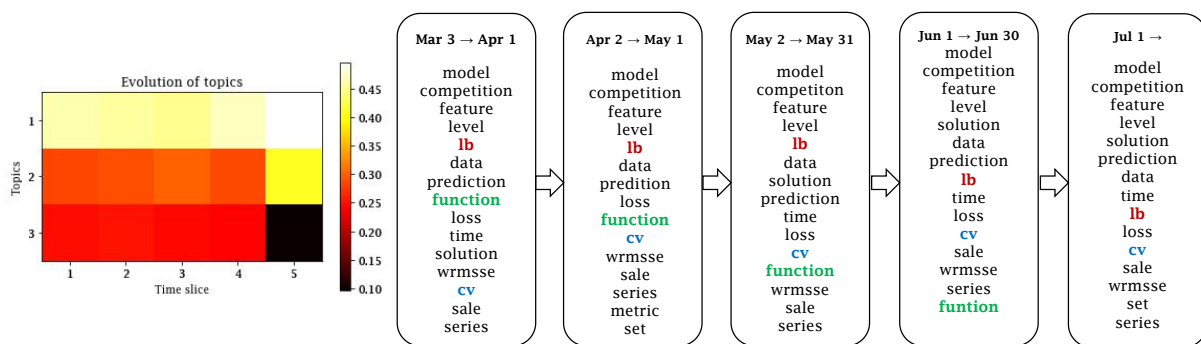 Evolution of topics
Topics
1
2
3
1 2 3 4 5
Time slice
0.45
0.40
0.35
0.30
0.25
0.20
0.15
0.10
Mar 3 → Apr 1
model
competition
feature
level
lb
data
prediction
function
loss
time
solution
wrmsse
cv
sale
series
Apr 2 → May 1
model
competition
feature
level
lb
data
predition
loss
function
cv
wrmsse
sale
series
metric
set
May 2 → May 31
model
competiton
feature
level
lb
data
solution
prediction
time
loss
cv
function
wrmsse
sale
series
Jun 1 → Jun 30
model
competition
feature
level
solution
data
prediction
lb
time
loss
cv
sale
wrmsse
series
funtion
Jul 1 →
model
competition
feature
level
solution
prediction
data
time
lb
loss
cv
sale
wrmsse
set
series